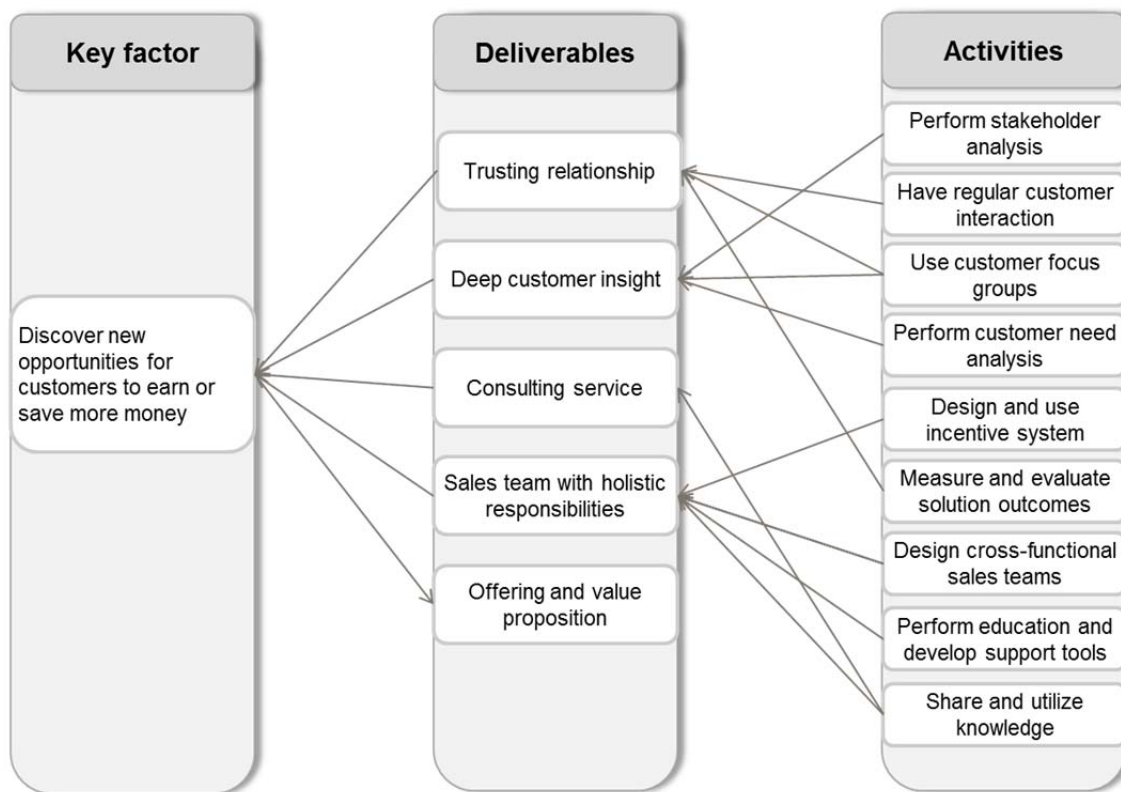 Key factor
Deliverables
Activities
Discover new
opportunities for
customers to earn or
save more money
Trusting relationship
Deep customer insight
Consulting service
Sales team with holistic
responsibilities
Offering and value
proposition
Perform stakeholder
analysis
Have regular customer
interaction
Use customer focus
groups
Perform customer need
analysis
Design and use
incentive system
Measure and evaluate
solution outcomes
Design cross-functional
sales teams
Perform education and
develop support tools
Share and utilize
knowledge